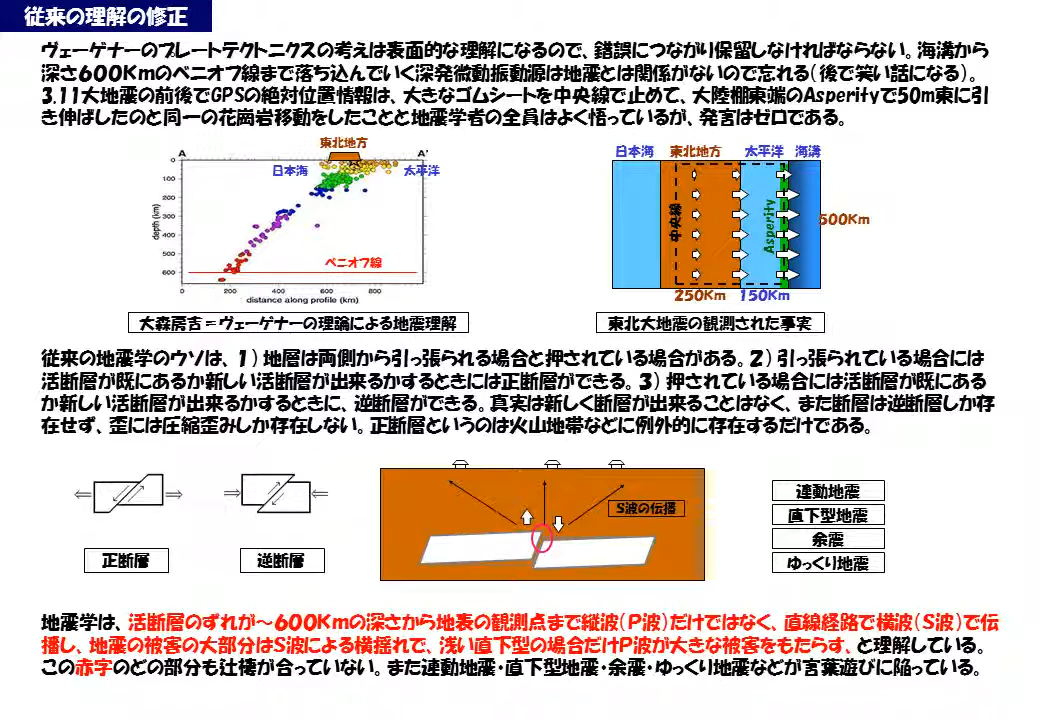 従来の理解の修正
ヴェーゲナーのプレートテクトニクスの考えは表面的な理解になるので、錯誤につながり保留しなければならない。海溝から
深さ600Kmのベニオフ線まで落ち込んでいく深発微動振動源は地震とは関係がないので忘れる(後で笑い話になる)。
3.11大地震の前後でGPSの絶対位置情報は、大きなゴムシートを中央線で止めて、大陸棚東端のAsperityで50m東に引
き伸ばしたのと同一の花崗岩移動をしたことと地震学者の全員はよく悟っているが、発言はゼロである。
東北地方
A
A'
日本海
太平洋
0
100
200
300
400
500
600
depth (km)
ベニオフ線
0
200
400
600
800
distance along profile (km)
大森房吉=ヴェーゲナーの理論による地震理解
日本海
東北地方
太平洋
海溝
中央線
Asperity
500Km
250Km
150Km
東北大地震の観測された事実
従来の地震学のウソは、1)地層は両側から引っ張られる場合と押されている場合がある。2)引っ張られている場合には
活断層が既にあるか新しい活断層が出来るかするときには正断層ができる。3)押されている場合には活断層が既にある
か新しい活断層が出来るかするときに、逆断層ができる。真実は新しく断層が出来ることはなく、また断層は逆断層しか存
在せず、歪には圧縮歪みしか存在しない。正断層というのは火山地帯などに例外的に存在するだけである。
正断層
逆断層
S波の伝播
連動地震
直下型地震
余震
ゆっくり地震
地震学は、活断層のずれが～600Kmの深さから地表の観測点まで縦波(P波)だけではなく、直線経路で横波(S波)で伝
播し、地震の被害の大部分はS波による横揺れで、浅い直下型の場合だけP波が大きな被害をもたらす、と理解している。
この赤字のどの部分も辻褄が合っていない。また連動地震・直下型地震・余震・ゆっくり地震などが言葉遊びに陥っている。